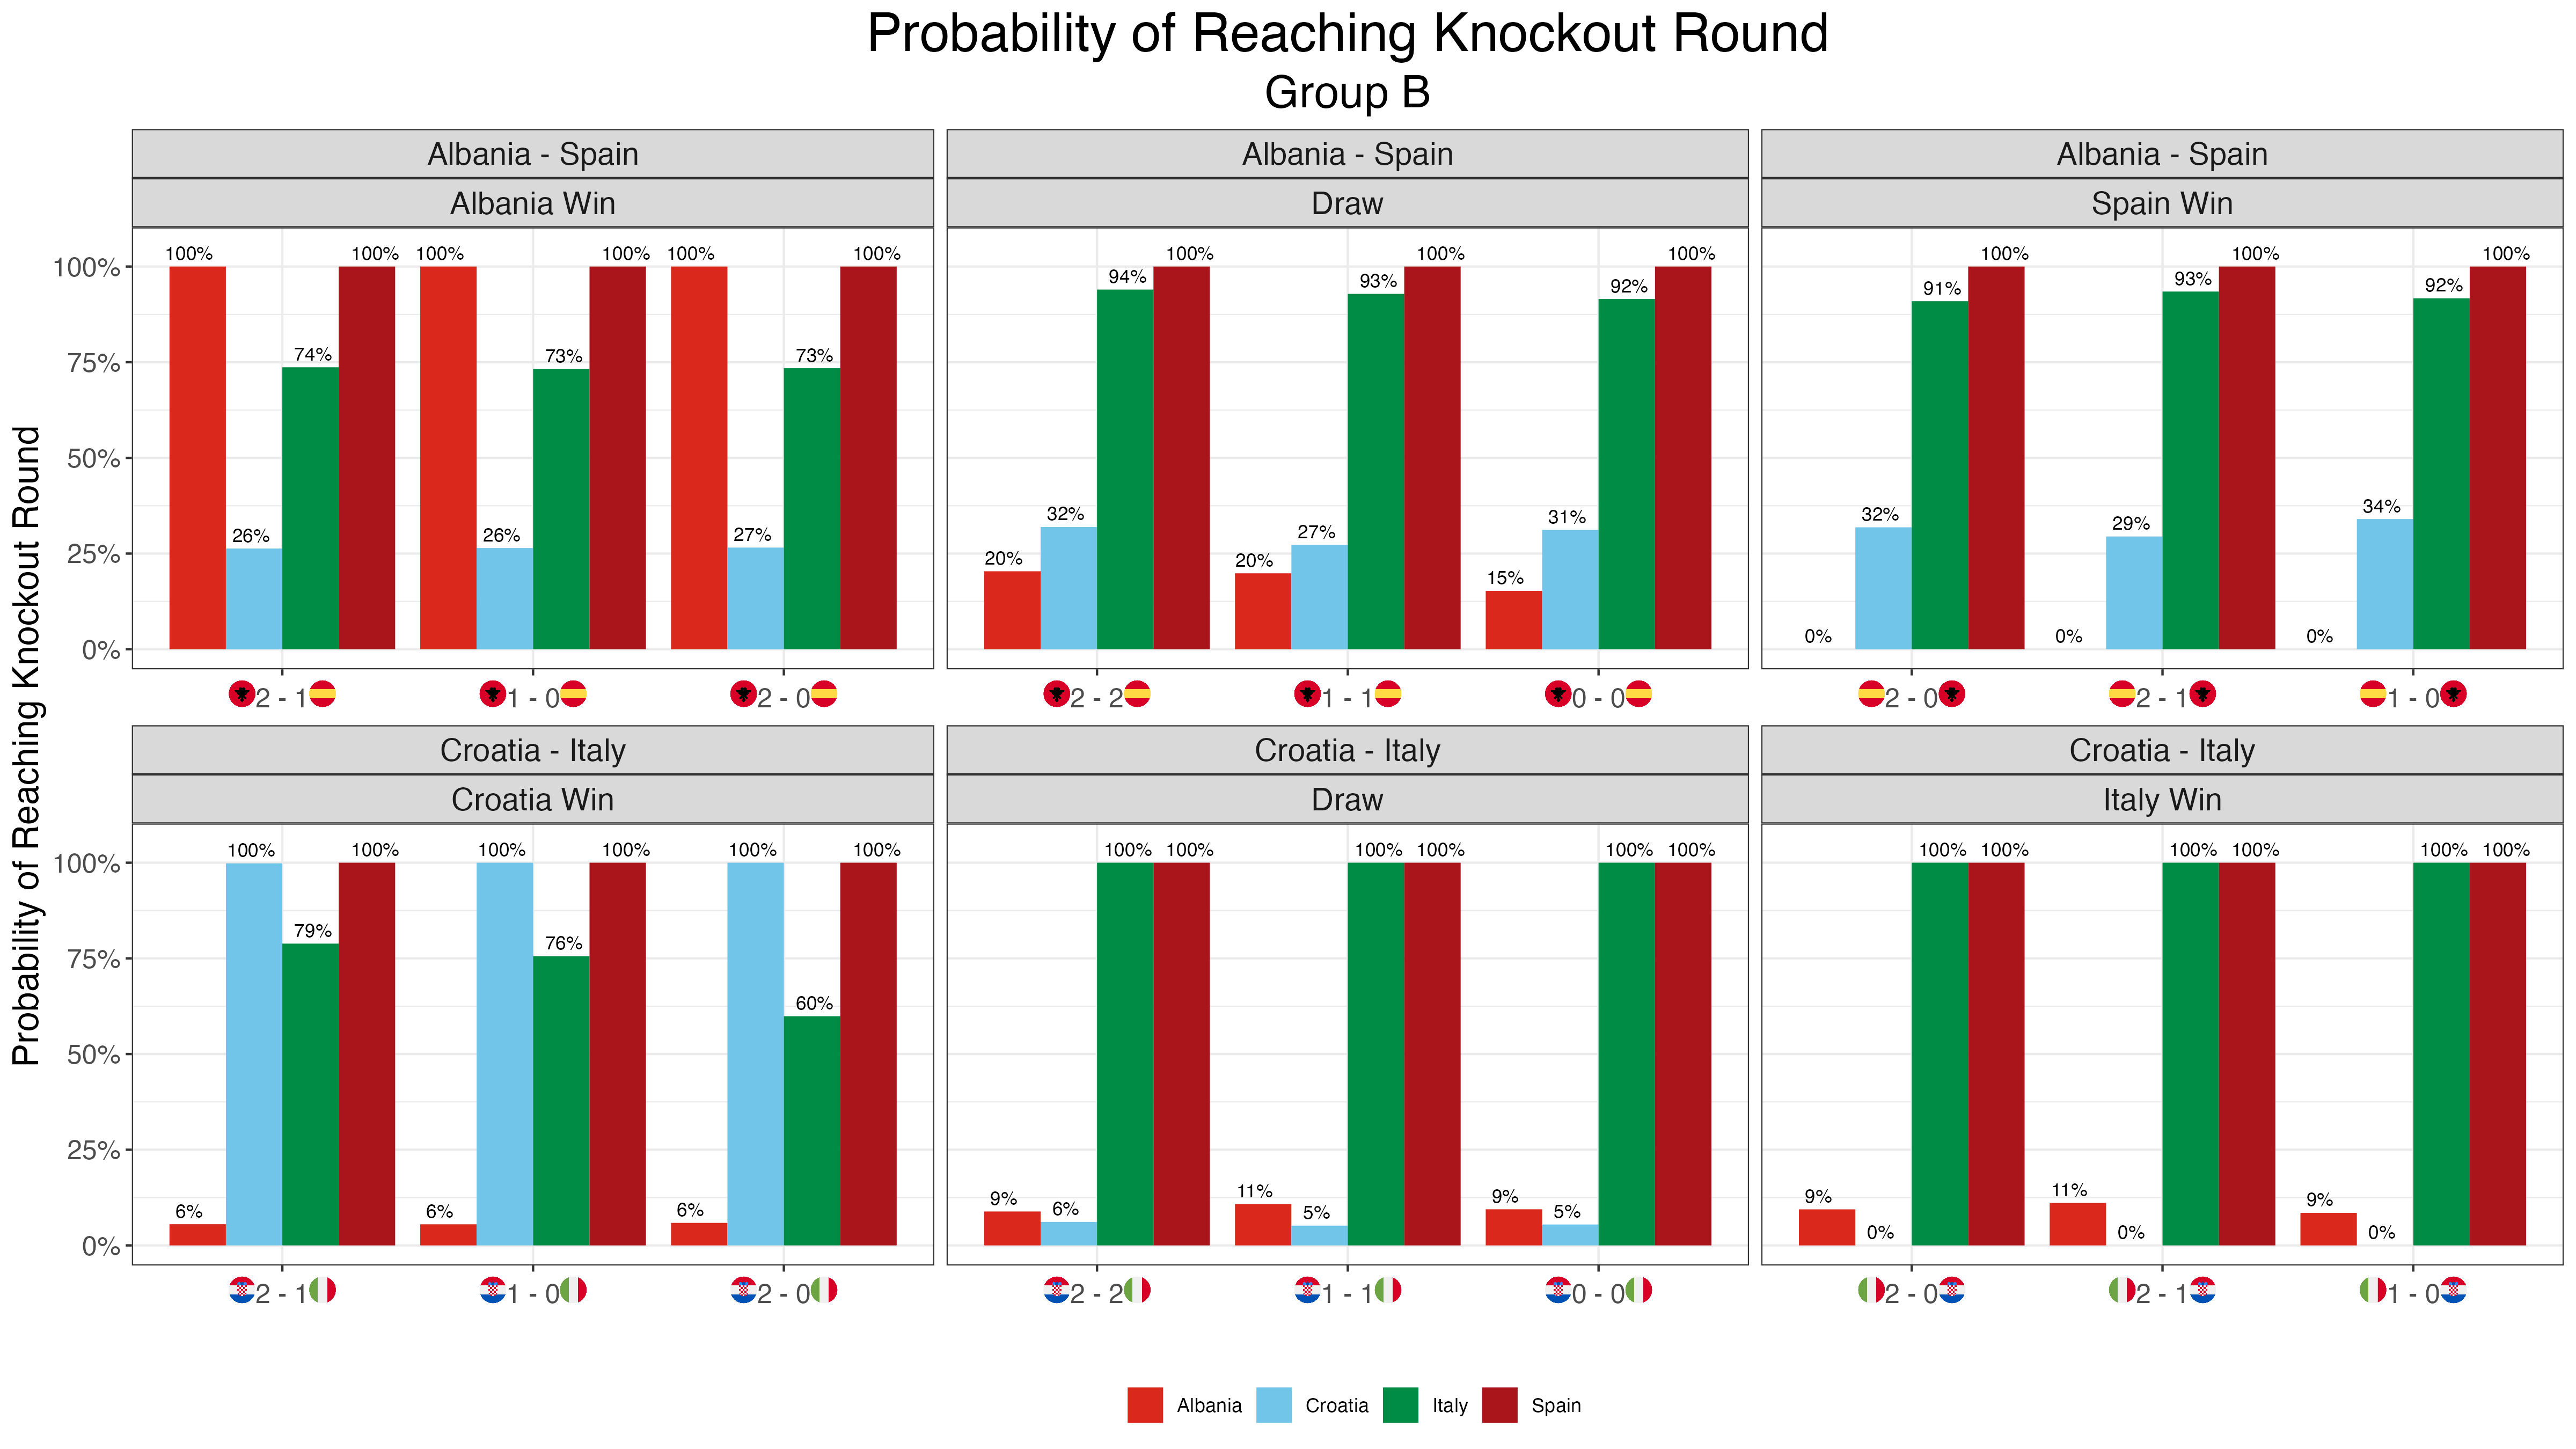 Probability of Reaching Knockout Round
Group B
Probability of Reaching Knockout Round
Albania - Spain
Albania Win
100%
75%
50%
25%
0%
100% 26% 74% 100%
100% 26% 73% 100%
100% 27% 73% 100%
2 - 1
1 - 0
2 - 0
Albania - Spain
Draw
20% 32% 94% 100%
20% 27% 93% 100%
15% 31% 92% 100%
2 - 2
1 - 1
0 - 0
Albania - Spain
Spain Win
0% 32% 91% 100%
0% 29% 93% 100%
0% 34% 92% 100%
2 - 0
2 - 1
1 - 0
Croatia - Italy
Croatia Win
100%
75%
50%
25%
0%
6% 100% 79% 100%
6% 100% 76% 100%
6% 100% 60% 100%
2 - 1
1 - 0
2 - 0
Croatia - Italy
Draw
9% 6% 100% 100%
11% 5% 100% 100%
9% 5% 100% 100%
2 - 2
1 - 1
0 - 0
Croatia - Italy
Italy Win
9% 0% 100% 100%
11% 0% 100% 100%
9% 0% 100% 100%
2 - 0
2 - 1
1 - 0
Albania Croatia Italy Spain